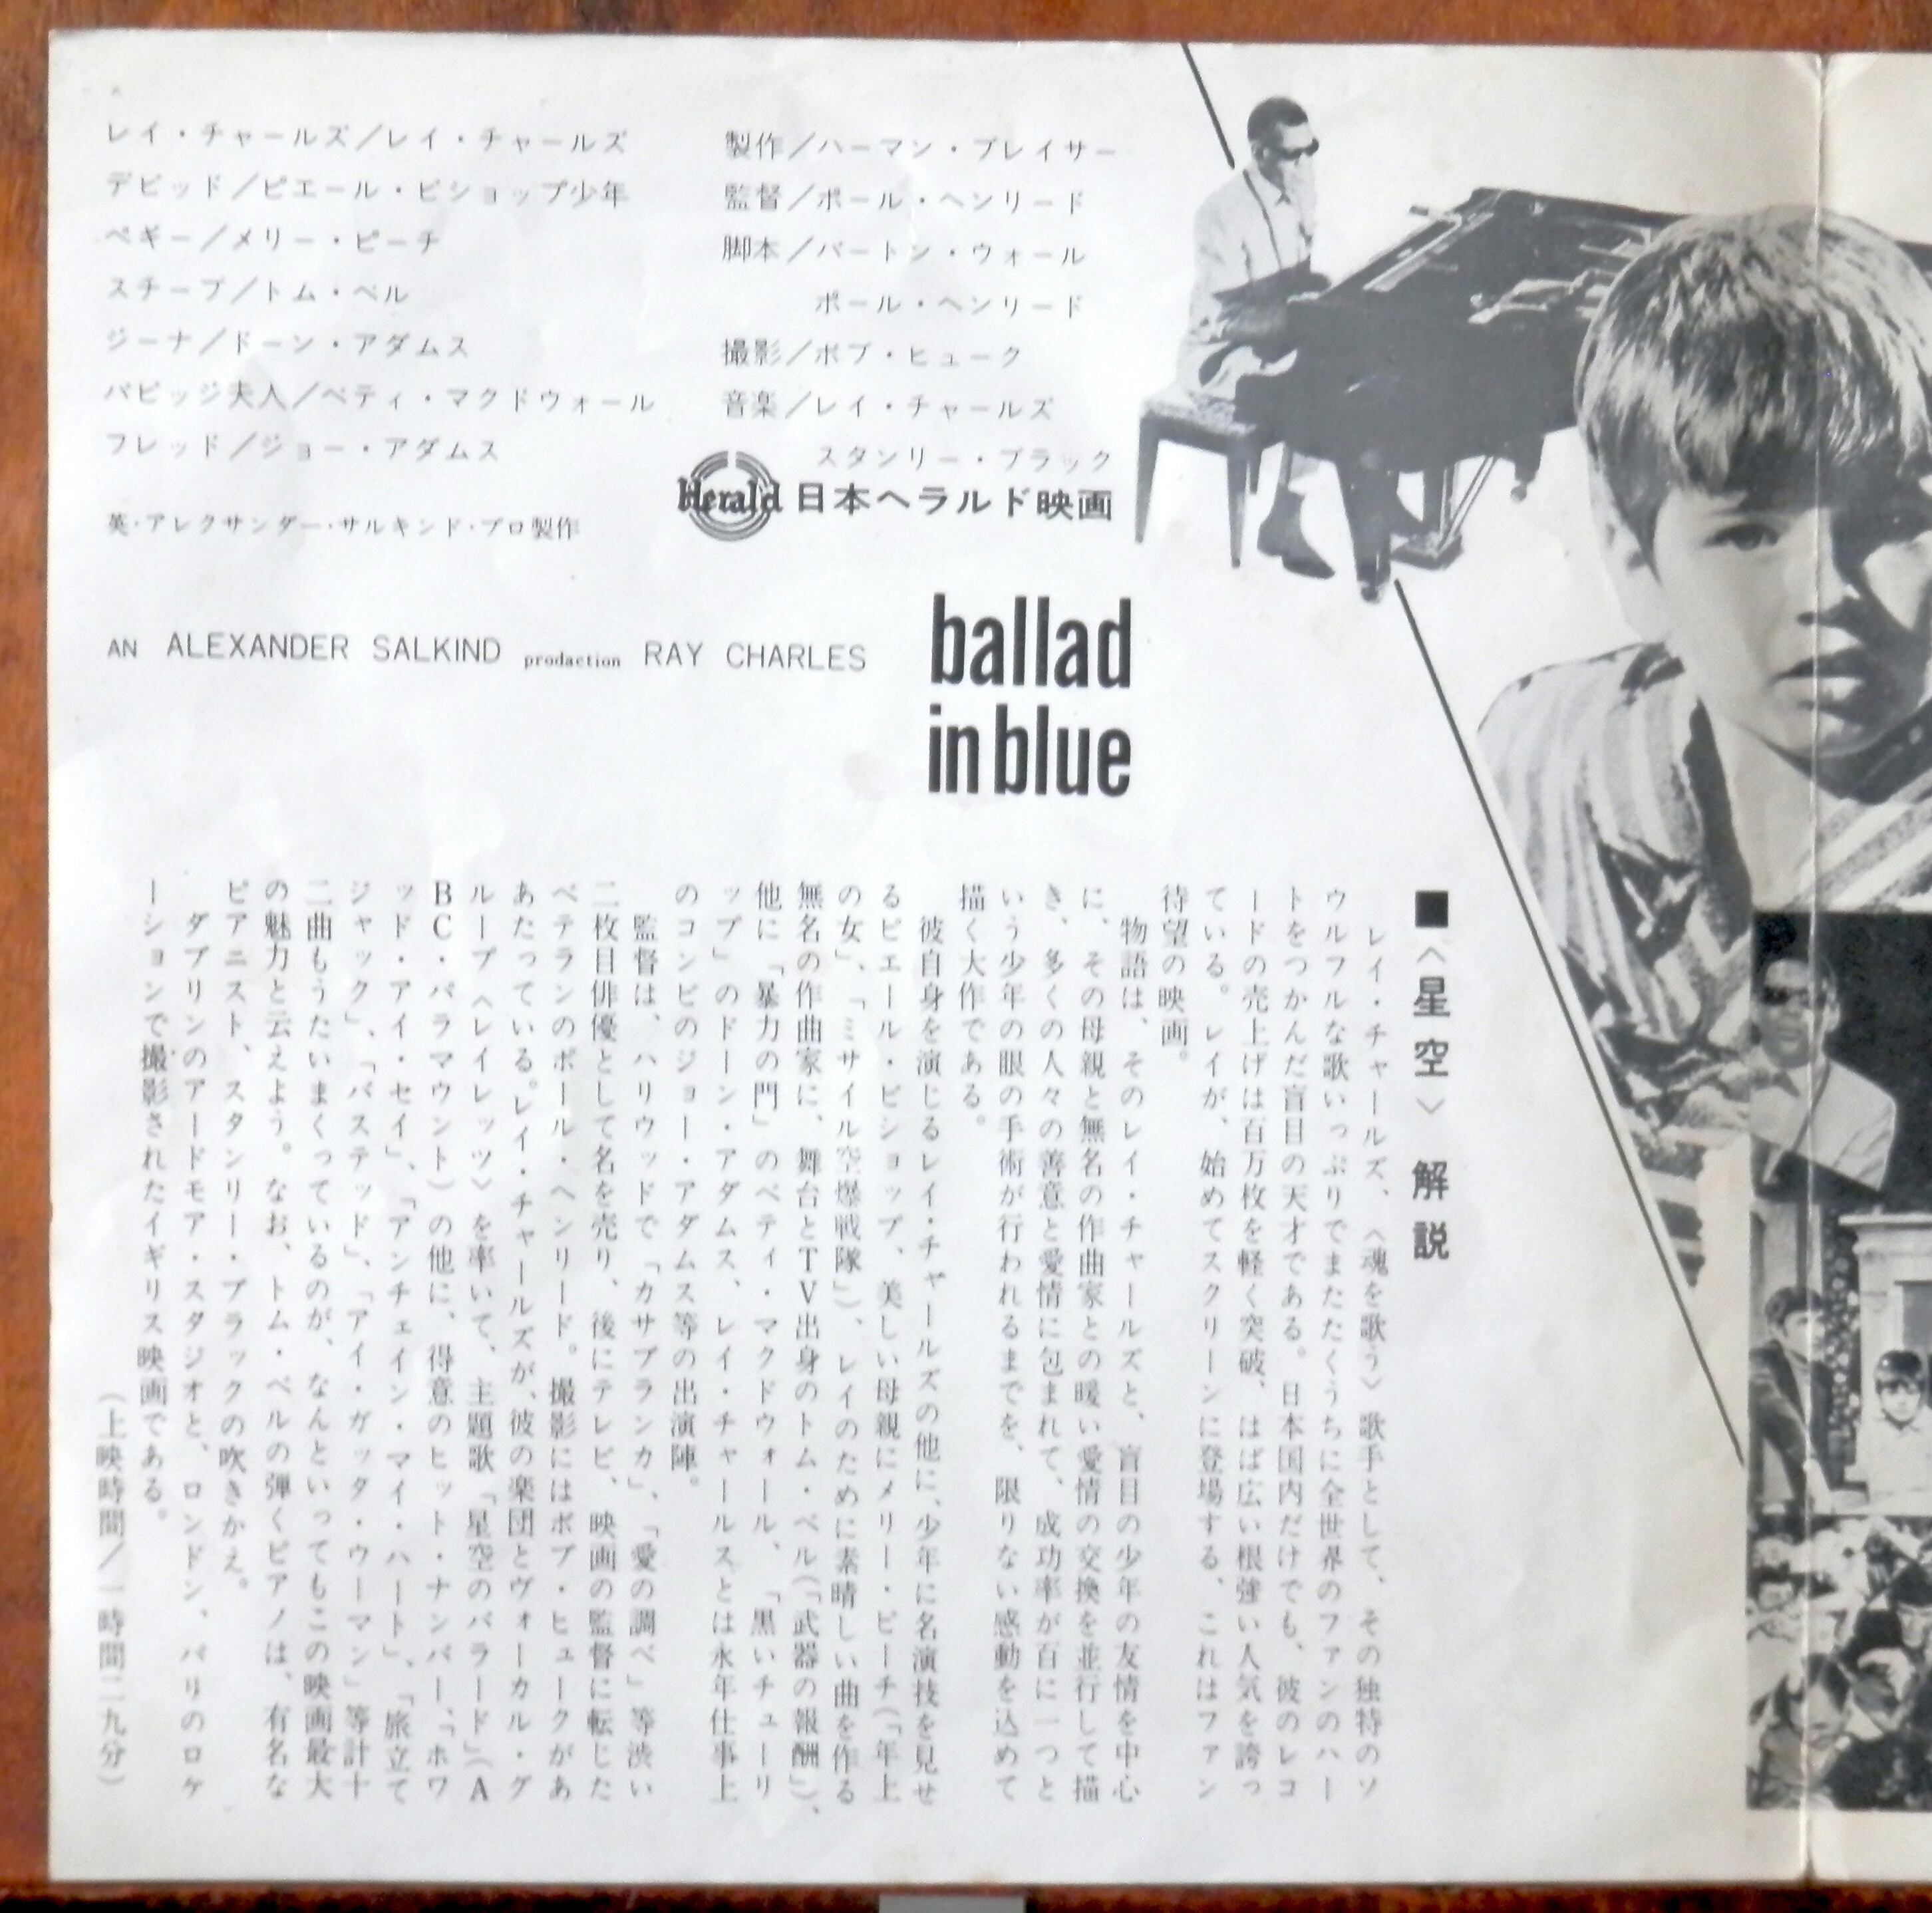 レイ・チャールズ／レイ・チャールズ
デビッド／ピエール・ビショップ少年
ペギー／メリー・ピーチ
スチーブ／トム・ベル
ジーナ／ドーン・アダムス
バビッジ夫人／ベティ・マクドウォール
フレッド／ジョー・アダムス
英・アレクサンダー・サルキンド・プロ製作
製作／ハーマン・ブレイサー
監督／ポール・ヘンリード
脚本／バートン・ウォール
ポール・ヘンリード
撮影／ボブ・ヒューク
音楽／レイ・チャールズ
スタンリー・ブラック
Herald 日本ヘラルド映画
AN ALEXANDER SALKIND prodaction RAY CHARLES
ballad
in blue
■〈星空〉解説
レイ・チャールズ、〈魂を歌う〉歌手として、その独特のソ
ウルフルな歌いっぷりでまたたくうちに全世界のファンのハー
トをつかんだ盲目の天才である。日本国内だけでも、彼のレコ
ードの売上げは百万枚を軽く突破、はば広い根強い人気を誇っ
ている。レイが、始めてスクリーンに登場する、これはファン
待望の映画。
物語は、そのレイ・チャールズと、盲目の少年の友情を中心
に、その母親と無名の作曲家との暖い愛情の交換を並行して描
き、多くの人々の善意と愛情に包まれて、成功率が百に一つと
いう少年の眼の手術が行われるまでを、限りない感動を込めて
描く大作である。
彼自身を演じるレイ・チャールズの他に、少年に名演技を見せ
るピエール・ビショップ、美しい母親にメリー・ピーチ（「年上
の女」、「ミサイル空爆戦隊」）、レイのために素晴しい曲を作る
無名の作曲家に、舞台とTV出身のトム・ベル（「武器の報酬」）、
他に「暴力の門」のベティ・マクドウォール、「黒いチューリ
ップ」のドーン・アダムス、レイ・チャールスとは永年仕事上
のコンビのジョー・アダムス等の出演陣。
監督は、ハリウッドで「カサブランカ」、「愛の調べ」等渋い
二枚目俳優として名を売り、後にテレビ、映画の監督に転じた
ベテランのポール・ヘンリード。撮影にはボブ・ヒュークがあ
あたっている。レイ・チャールズが、彼の楽団とヴォーカル・グ
ループ〈レイレッツ〉を率いて、主題歌「星空のバラード」（A
BC・パラマウント）の他に、得意のヒット・ナンバー、「ホワ
ッド・アイ・セイ」、「アンチェイン・マイ・ハート」、「旅立て
ジャック」、「バステッド」、「アイ・ガッタ・ウーマン」等計十
二曲もうたいまくっているのが、なんといってもこの映画最大
の魅力と云えよう。なお、トム・ベルの弾くピアノは、有名な
ピアニスト、スタンリー・ブラックの吹きかえ。
ダブリンのアードモア・スタジオと、ロンドン、パリのロケ
ーションで撮影されたイギリス映画である。
（上映時間／一時間二九分）